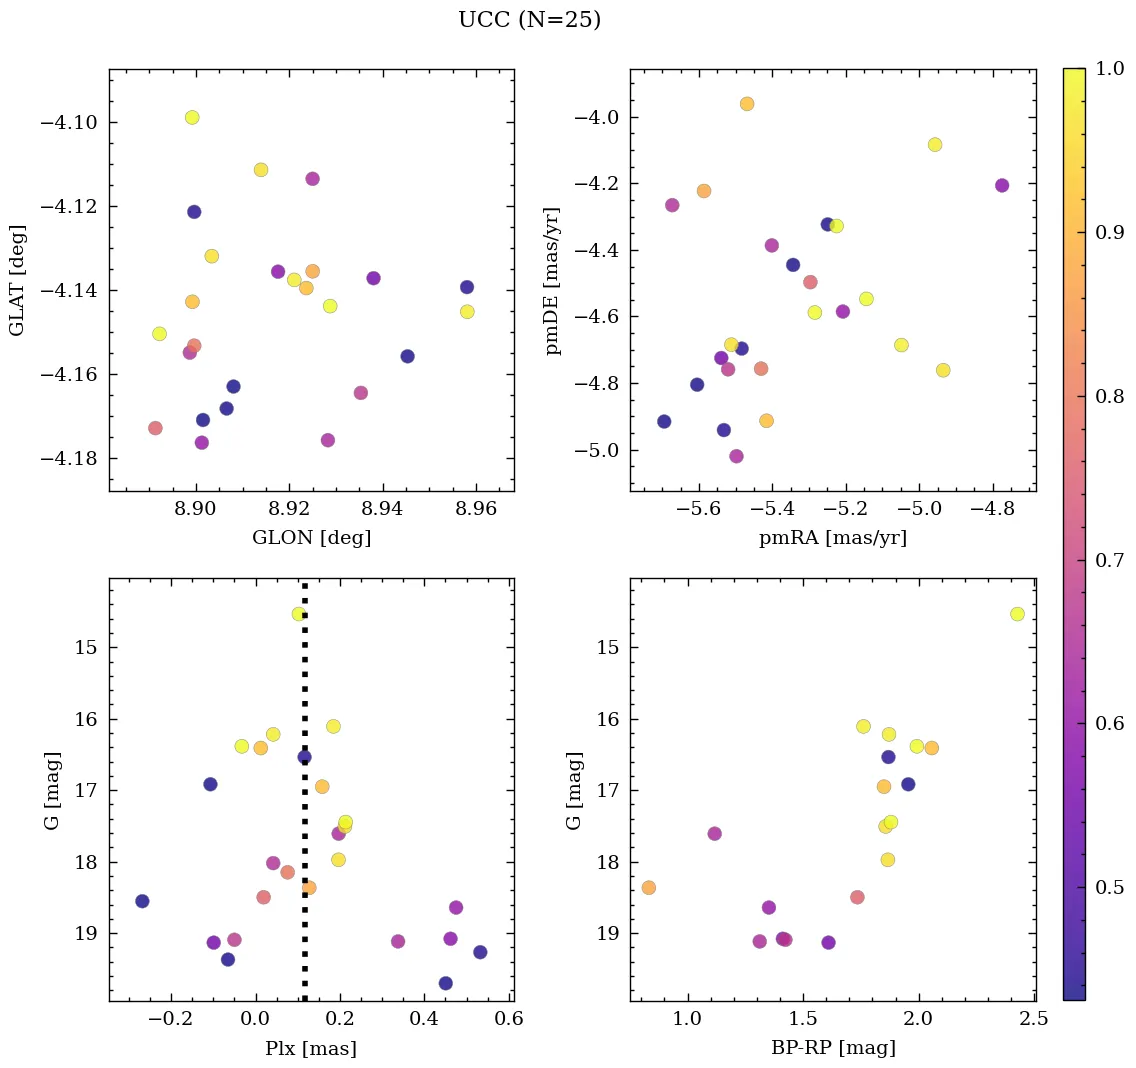 UCC (N=25)
−4.10
−4.12
−4.14
−4.16
−4.18
GLAT [deg]
8.90 8.92 8.94 8.96
GLON [deg]
−4.0
−4.2
−4.4
−4.6
−4.8
−5.0
pmDE [mas/yr]
−5.6 −5.4 −5.2 −5.0 −4.8
pmRA [mas/yr]
1.0
0.9
0.8
0.7
0.6
0.5
15
16
17
18
19
G [mag]
−0.2 0.0 0.2 0.4 0.6
Plx [mas]
15
16
17
18
19
G [mag]
1.0 1.5 2.0 2.5
BP-RP [mag]